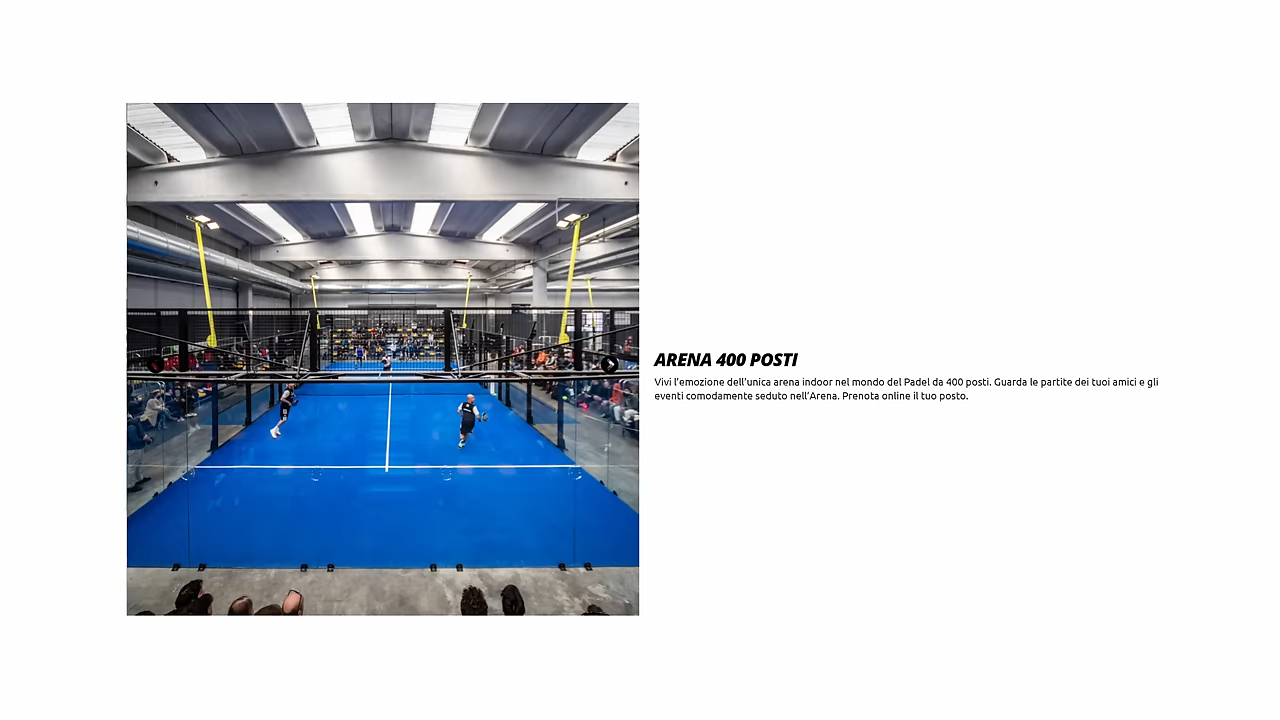 ARENA 400 POSTI
Vivi l'emozione dell'unica arena indoor nel mondo del Padel da 400 posti. Guarda le partite dei tuoi amici e gli
eventi comodamente seduto nell'Arena. Prenota online il tuo posto.